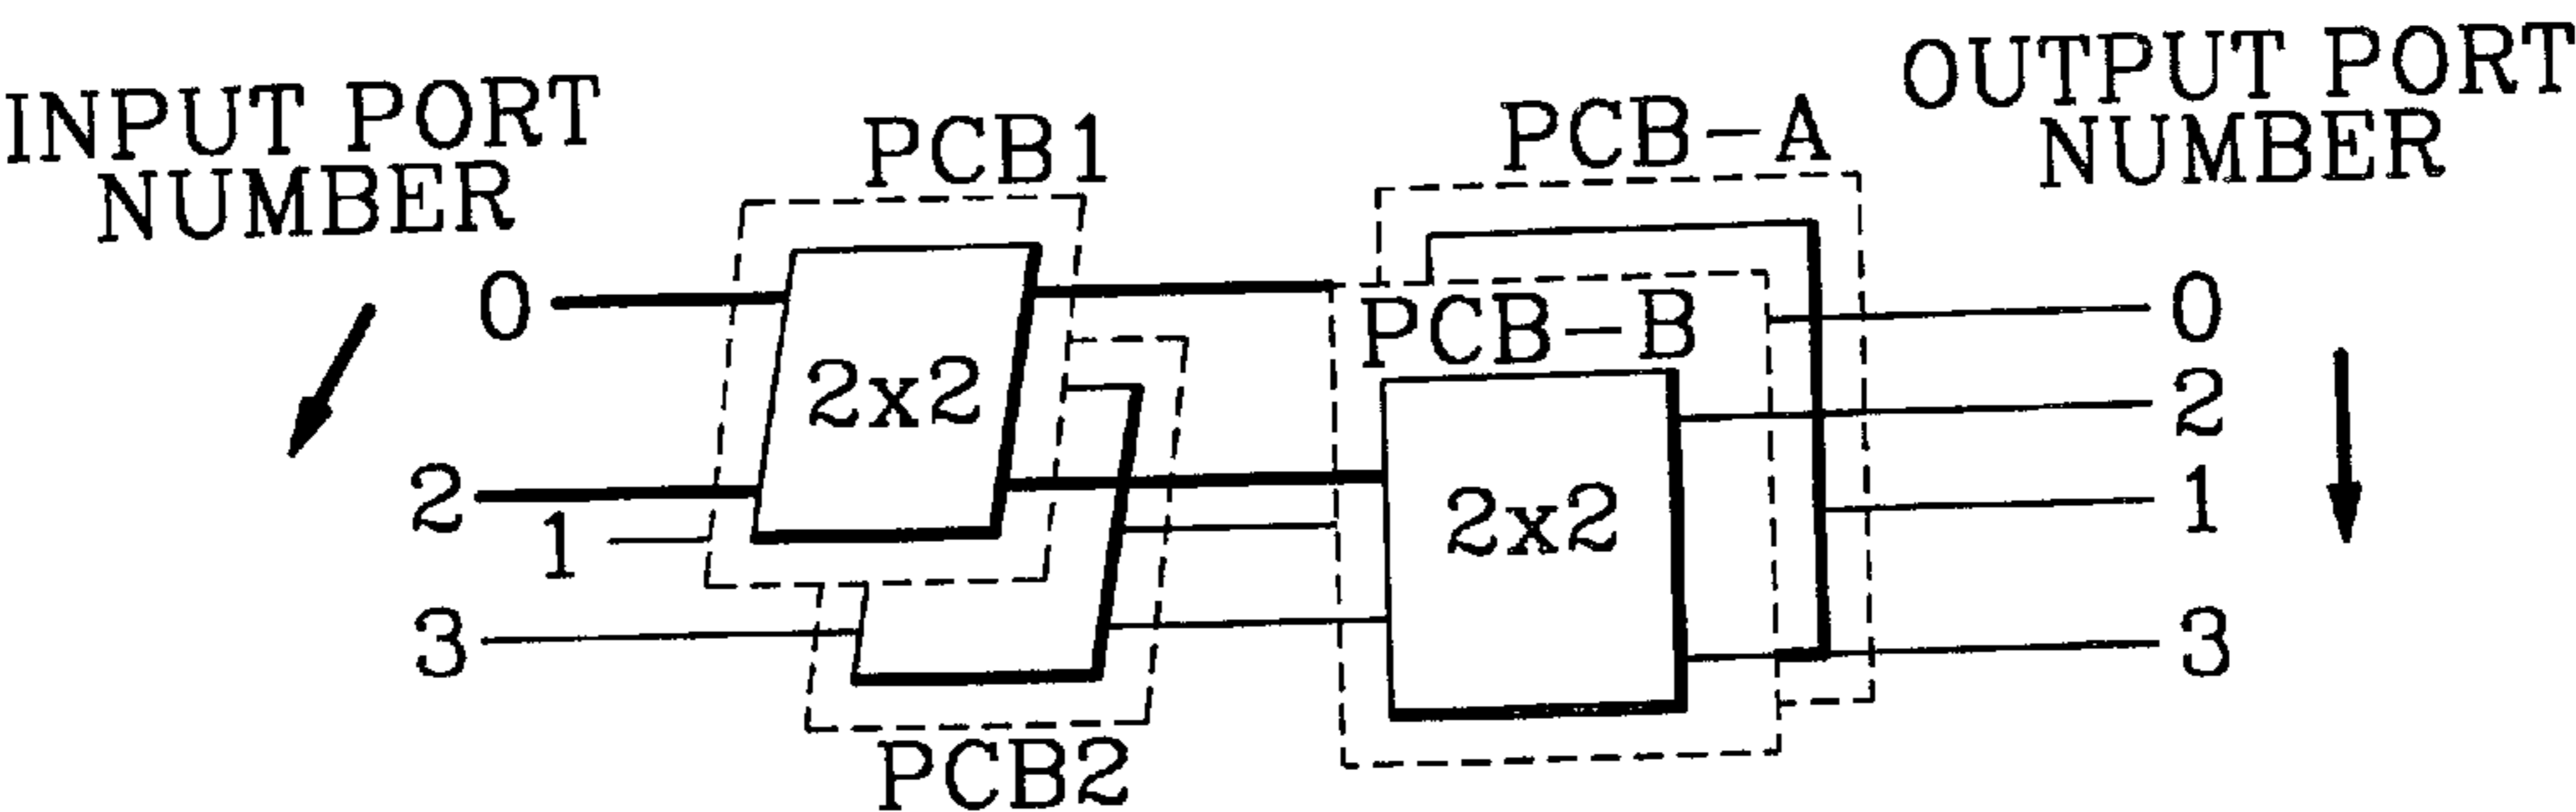 INPUT PORT
NUMBER
PCB1
PCB-A
OUTPUT PORT
NUMBER
0
2
1
3
2x2
PCB2
PCB-B
2x2
0
2
1
3